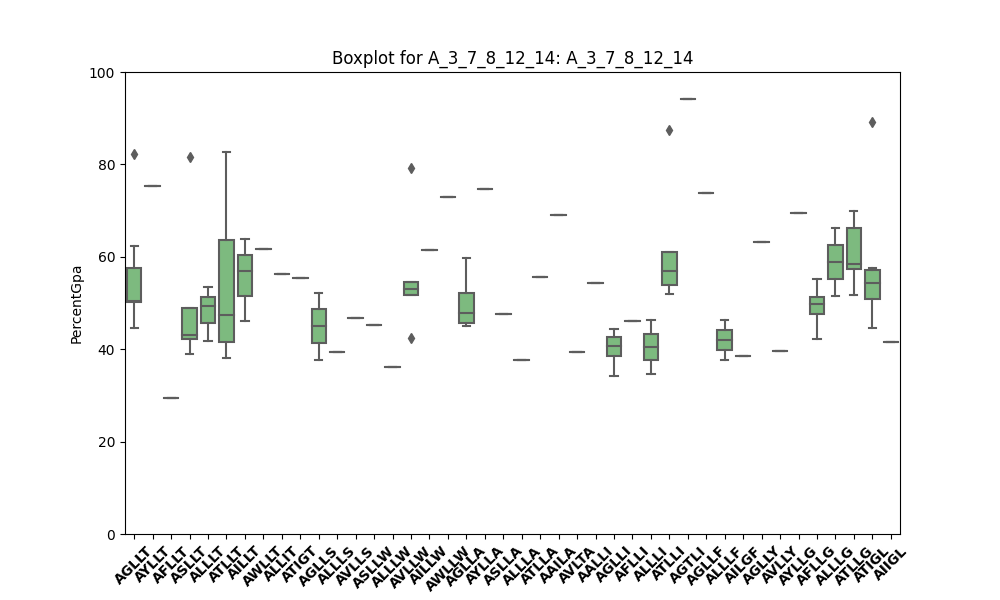 Boxplot for A_3_7_8_12_14: A_3_7_8_12_14
PercentGpa
100
80
60
40
20
0
AGLLT
AYLLT
AFLLT
ASLLT
ALLLT
ATLLT
AILLT
AWLLT
ALLIT
ATIGT
AGLLS
ALLLS
AVLLS
ASLLW
ALLLW
AVLLW
AILLW
AWLLW
AGLLA
AYLLA
ASLLA
ALLLA
ATLLA
AAILA
AVLTA
AALLI
AGLLI
AFLLI
ALLLI
ATLLI
AGTLI
AGLLF
ALLLF
AILGF
AGLLY
AVLLY
AYLLG
AFLLG
ALLLG
ATLLG
ATIGL
AIIGL